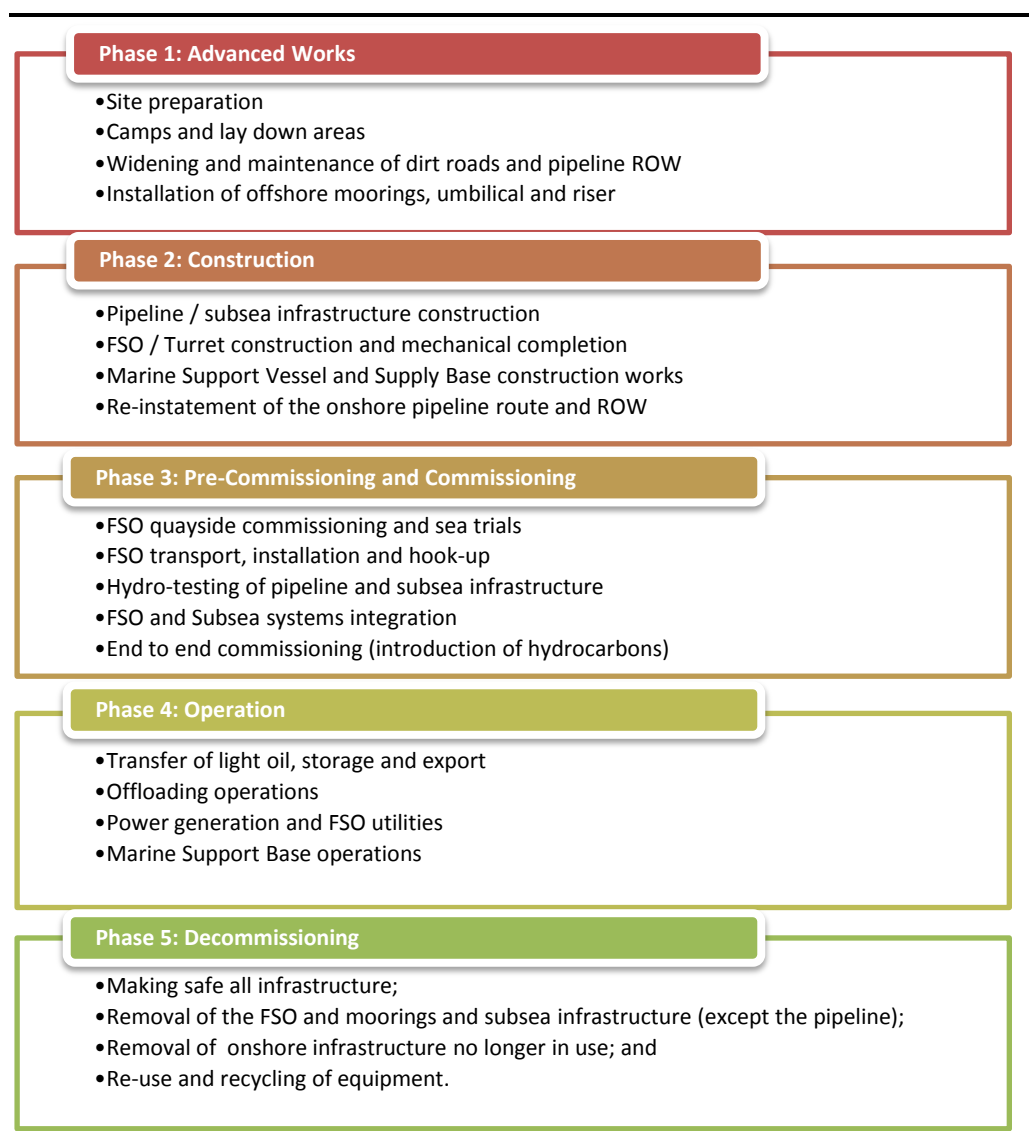 Phase 1: Advanced Works
•Site preparation
•Camps and lay down areas
•Widening and maintenance of dirt roads and pipeline ROW
•Installation of offshore moorings, umbilical and riser
Phase 2: Construction
•Pipeline / subsea infrastructure construction
•FSO / Turret construction and mechanical completion
•Marine Support Vessel and Supply Base construction works
•Re-instatement of the onshore pipeline route and ROW
Phase 3: Pre-Commissioning and Commissioning
•FSO quayside commissioning and sea trials
•FSO transport, installation and hook-up
•Hydro-testing of pipeline and subsea infrastructure
•FSO and Subsea systems integration
•End to end commissioning (introduction of hydrocarbons)
Phase 4: Operation
•Transfer of light oil, storage and export
•Offloading operations
•Power generation and FSO utilities
•Marine Support Base operations
Phase 5: Decommissioning
•Making safe all infrastructure;
•Removal of the FSO and moorings and subsea infrastructure (except the pipeline);
•Removal of  onshore infrastructure no longer in use; and
•Re-use and recycling of equipment.